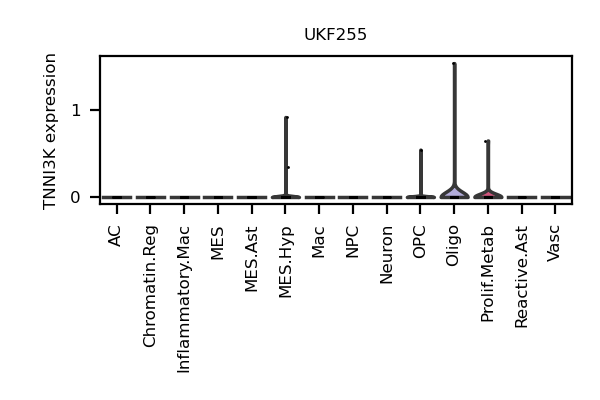 UKF255
TNNI3K expression
1
0
AC
Chromatin.Reg
Inflammatory.Mac
MES
MES.Ast
MES.Hyp
Mac
NPC
Neuron
OPC
Oligo
Prolif.Metab
Reactive.Ast
Vasc